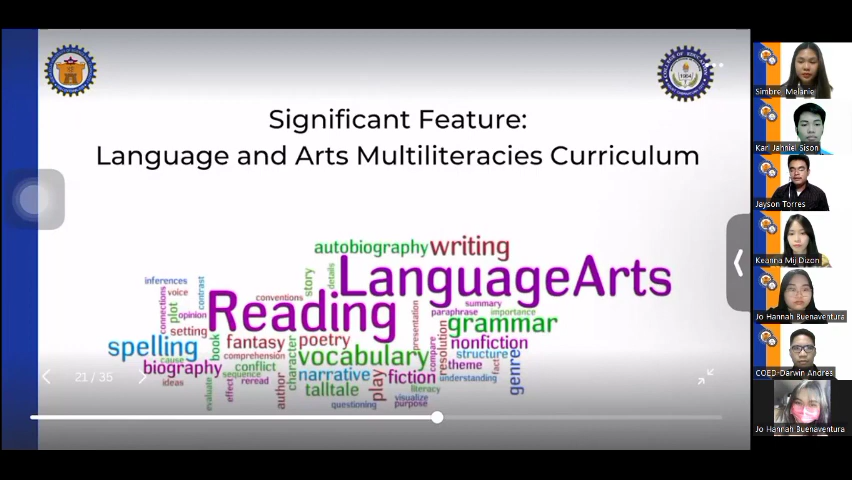 Significant Feature:
Language and Arts Multiliteracies Curriculum
autobiography writing
LanguageArts
Reading
inferences
voice
contrast
connections
plot
opinion
setting
conventions
story
details
summary
paraphrase
importance
presentation
grammar
spelling
book
fantasy
poetry
cause
comprehension
vocabulary
compare
resolution
nonfiction
structure
fact
genre
biography
sequence
conflict
character
narrative
play
fiction
theme
understanding
ideas
evaluate
effect
reread
author
talltale
literacy
visualize
questioning
purpose
21 / 35
1964
Simbre, Melanie
Karl Jahniel Sison
Jayson Torres
Keanna Mij Dizon
Jo Hannah Buenaventura
COED-Darwin Andres
Jo Hannah Buenaventura